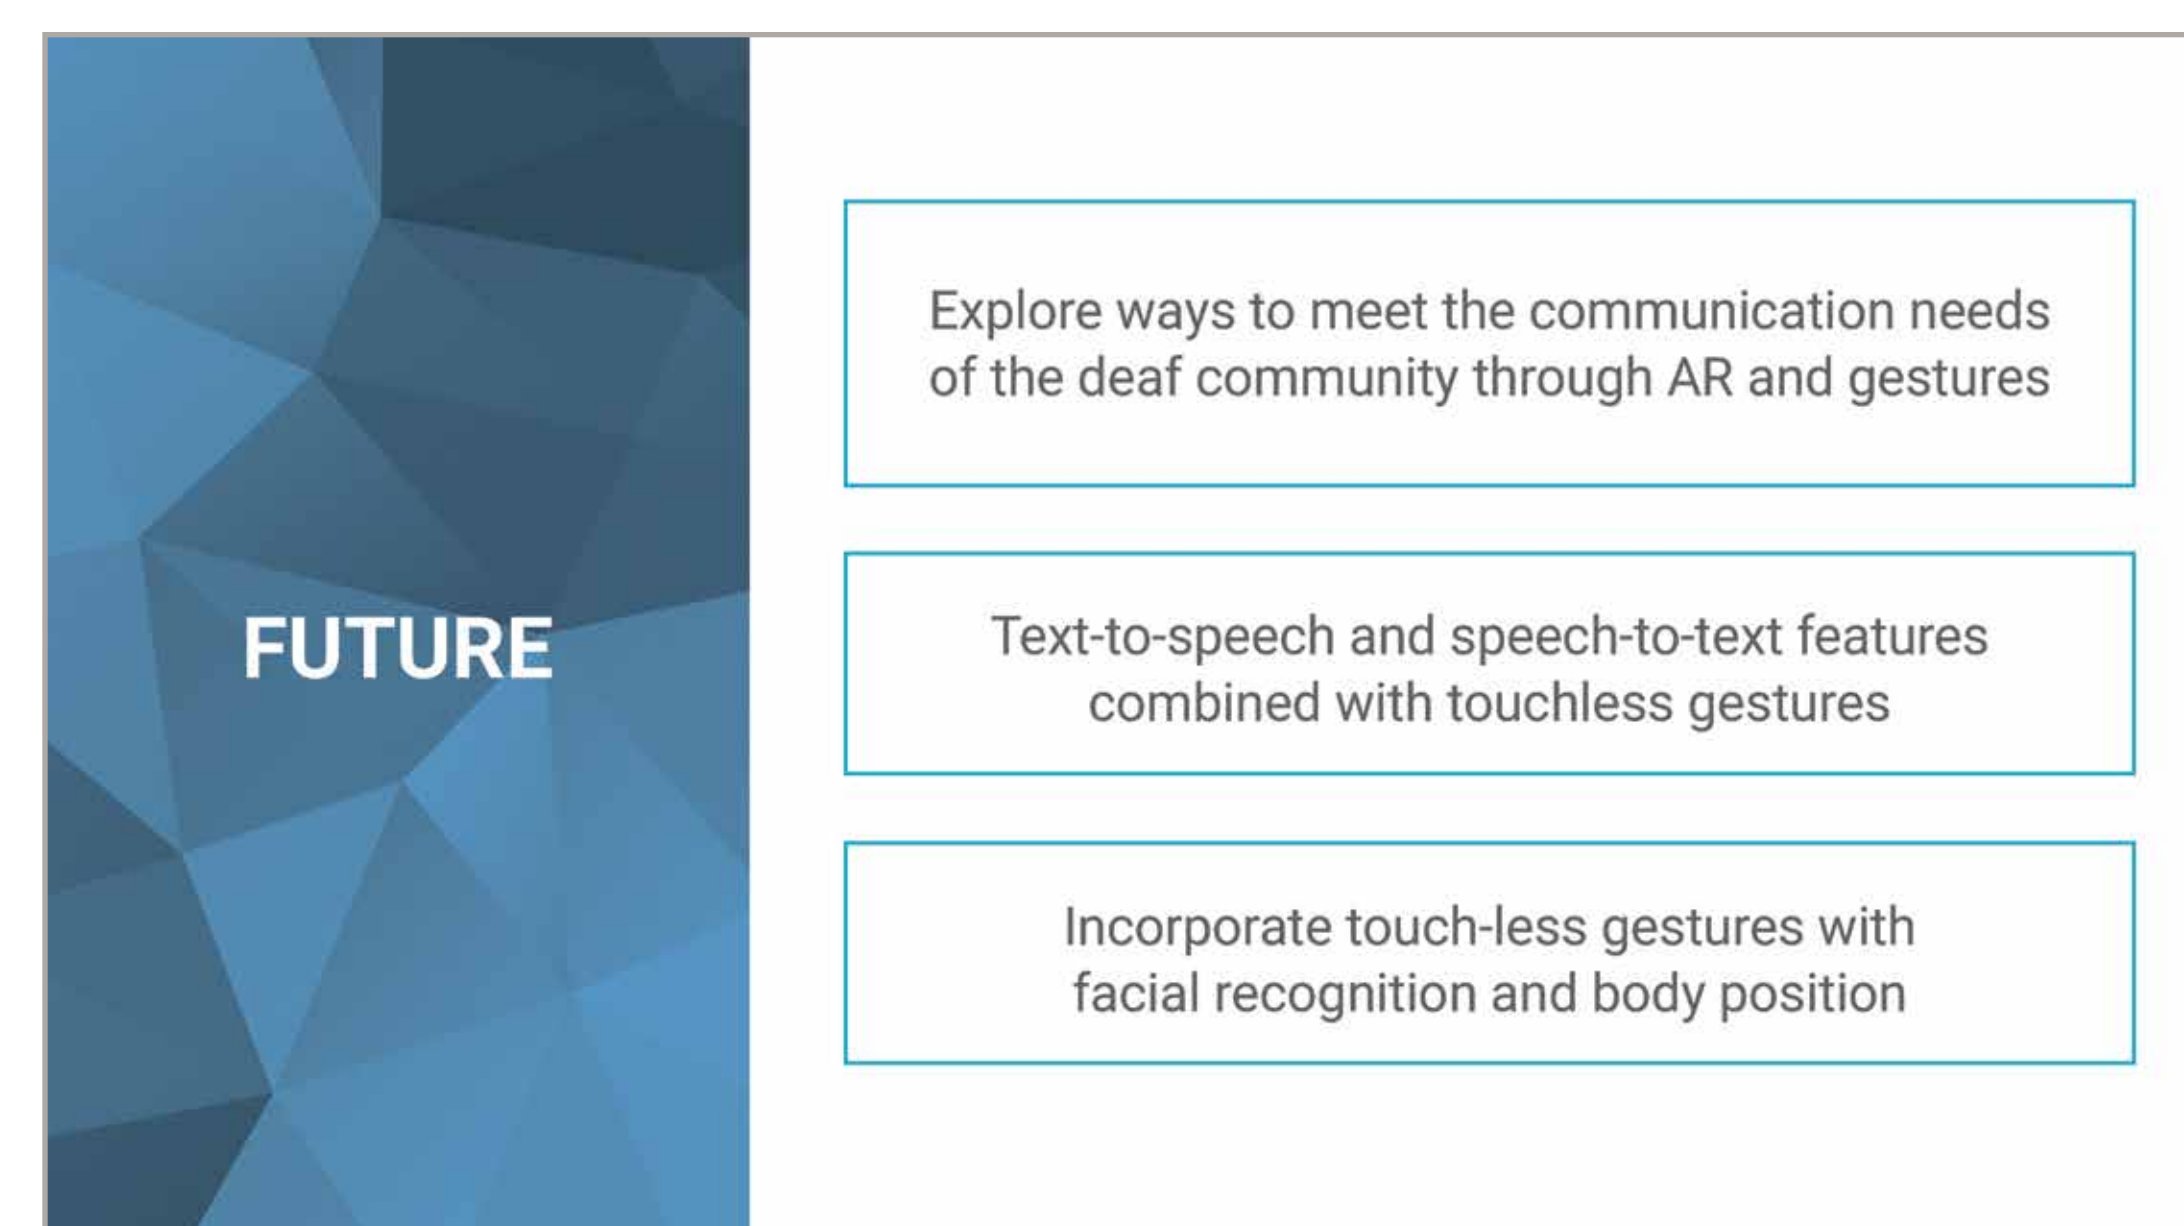 FUTURE
Explore ways to meet the communication needs
of the deaf community through AR and gestures
Text-to-speech and speech-to-text features
combined with touchless gestures
Incorporate touch-less gestures with
facial recognition and body position